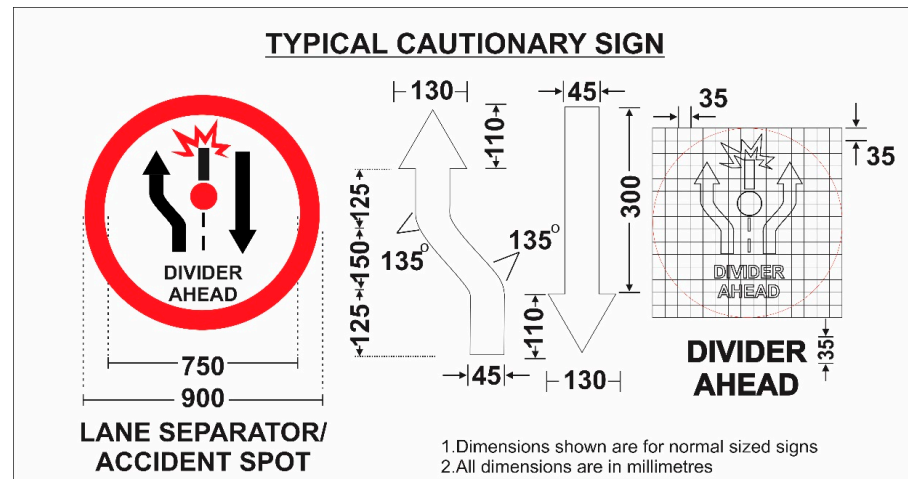 TYPICAL CAUTIONARY SIGN
DIVIDER
AHEAD
750
900
LANE SEPARATOR/
ACCIDENT SPOT
130
110
125
150
125
135°
135°
45
45
300
110
130
35
35
DIVIDER
AHEAD
35
DIVIDER
AHEAD
1.Dimensions shown are for normal sized signs
2.All dimensions are in millimetres